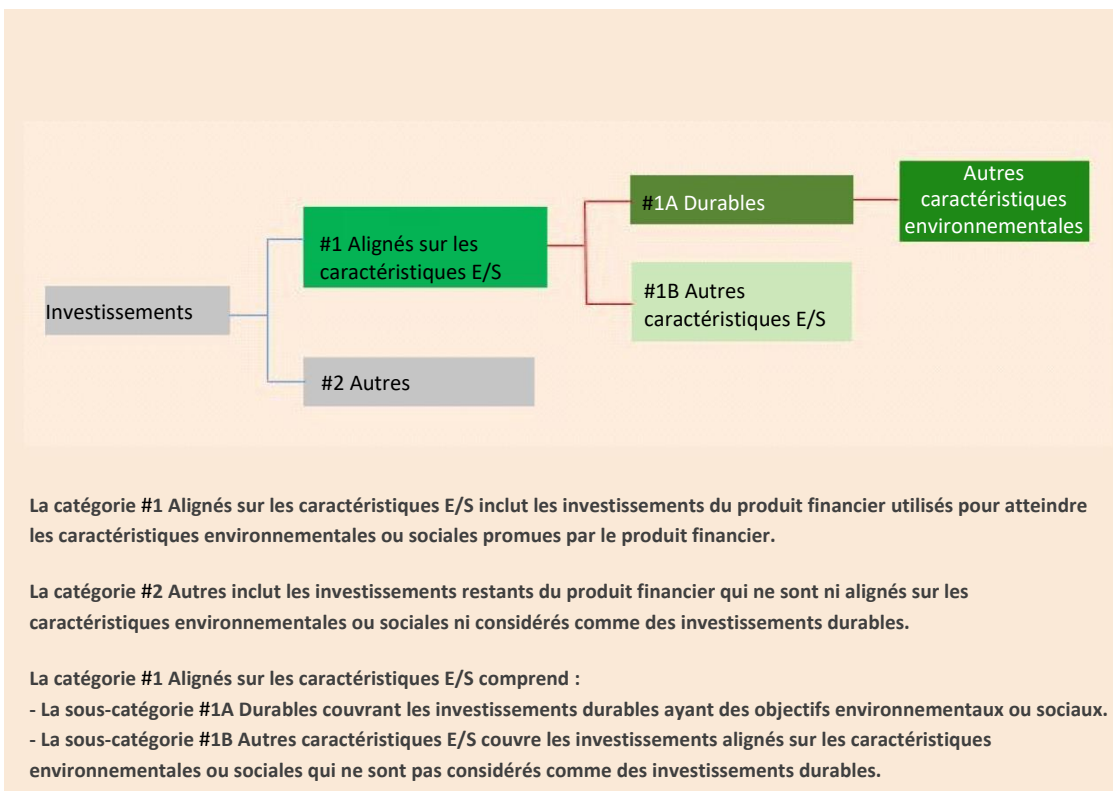 Autres
caractéristiques
environnementales
#1A Durables
#1 Alignés sur les
caractéristiques E/S
#1B Autres
caractéristiques E/S
Investissements
#2 Autres
La catégorie #1 Alignés sur les caractéristiques E/S inclut les investissements du produit financier utilisés pour atteindre
les caractéristiques environnementales ou sociales promues par le produit financier.
La catégorie #2 Autres inclut les investissements restants du produit financier qui ne sont ni alignés sur les
caractéristiques environnementales ou sociales ni considérés comme des investissements durables.
La catégorie #1 Alignés sur les caractéristiques E/S comprend :
- La sous-catégorie #1A Durables couvrant les investissements durables ayant des objectifs environnementaux ou sociaux.
- La sous-catégorie #1B Autres caractéristiques E/S couvre les investissements alignés sur les caractéristiques
environnementales ou sociales qui ne sont pas considérés comme des investissements durables.